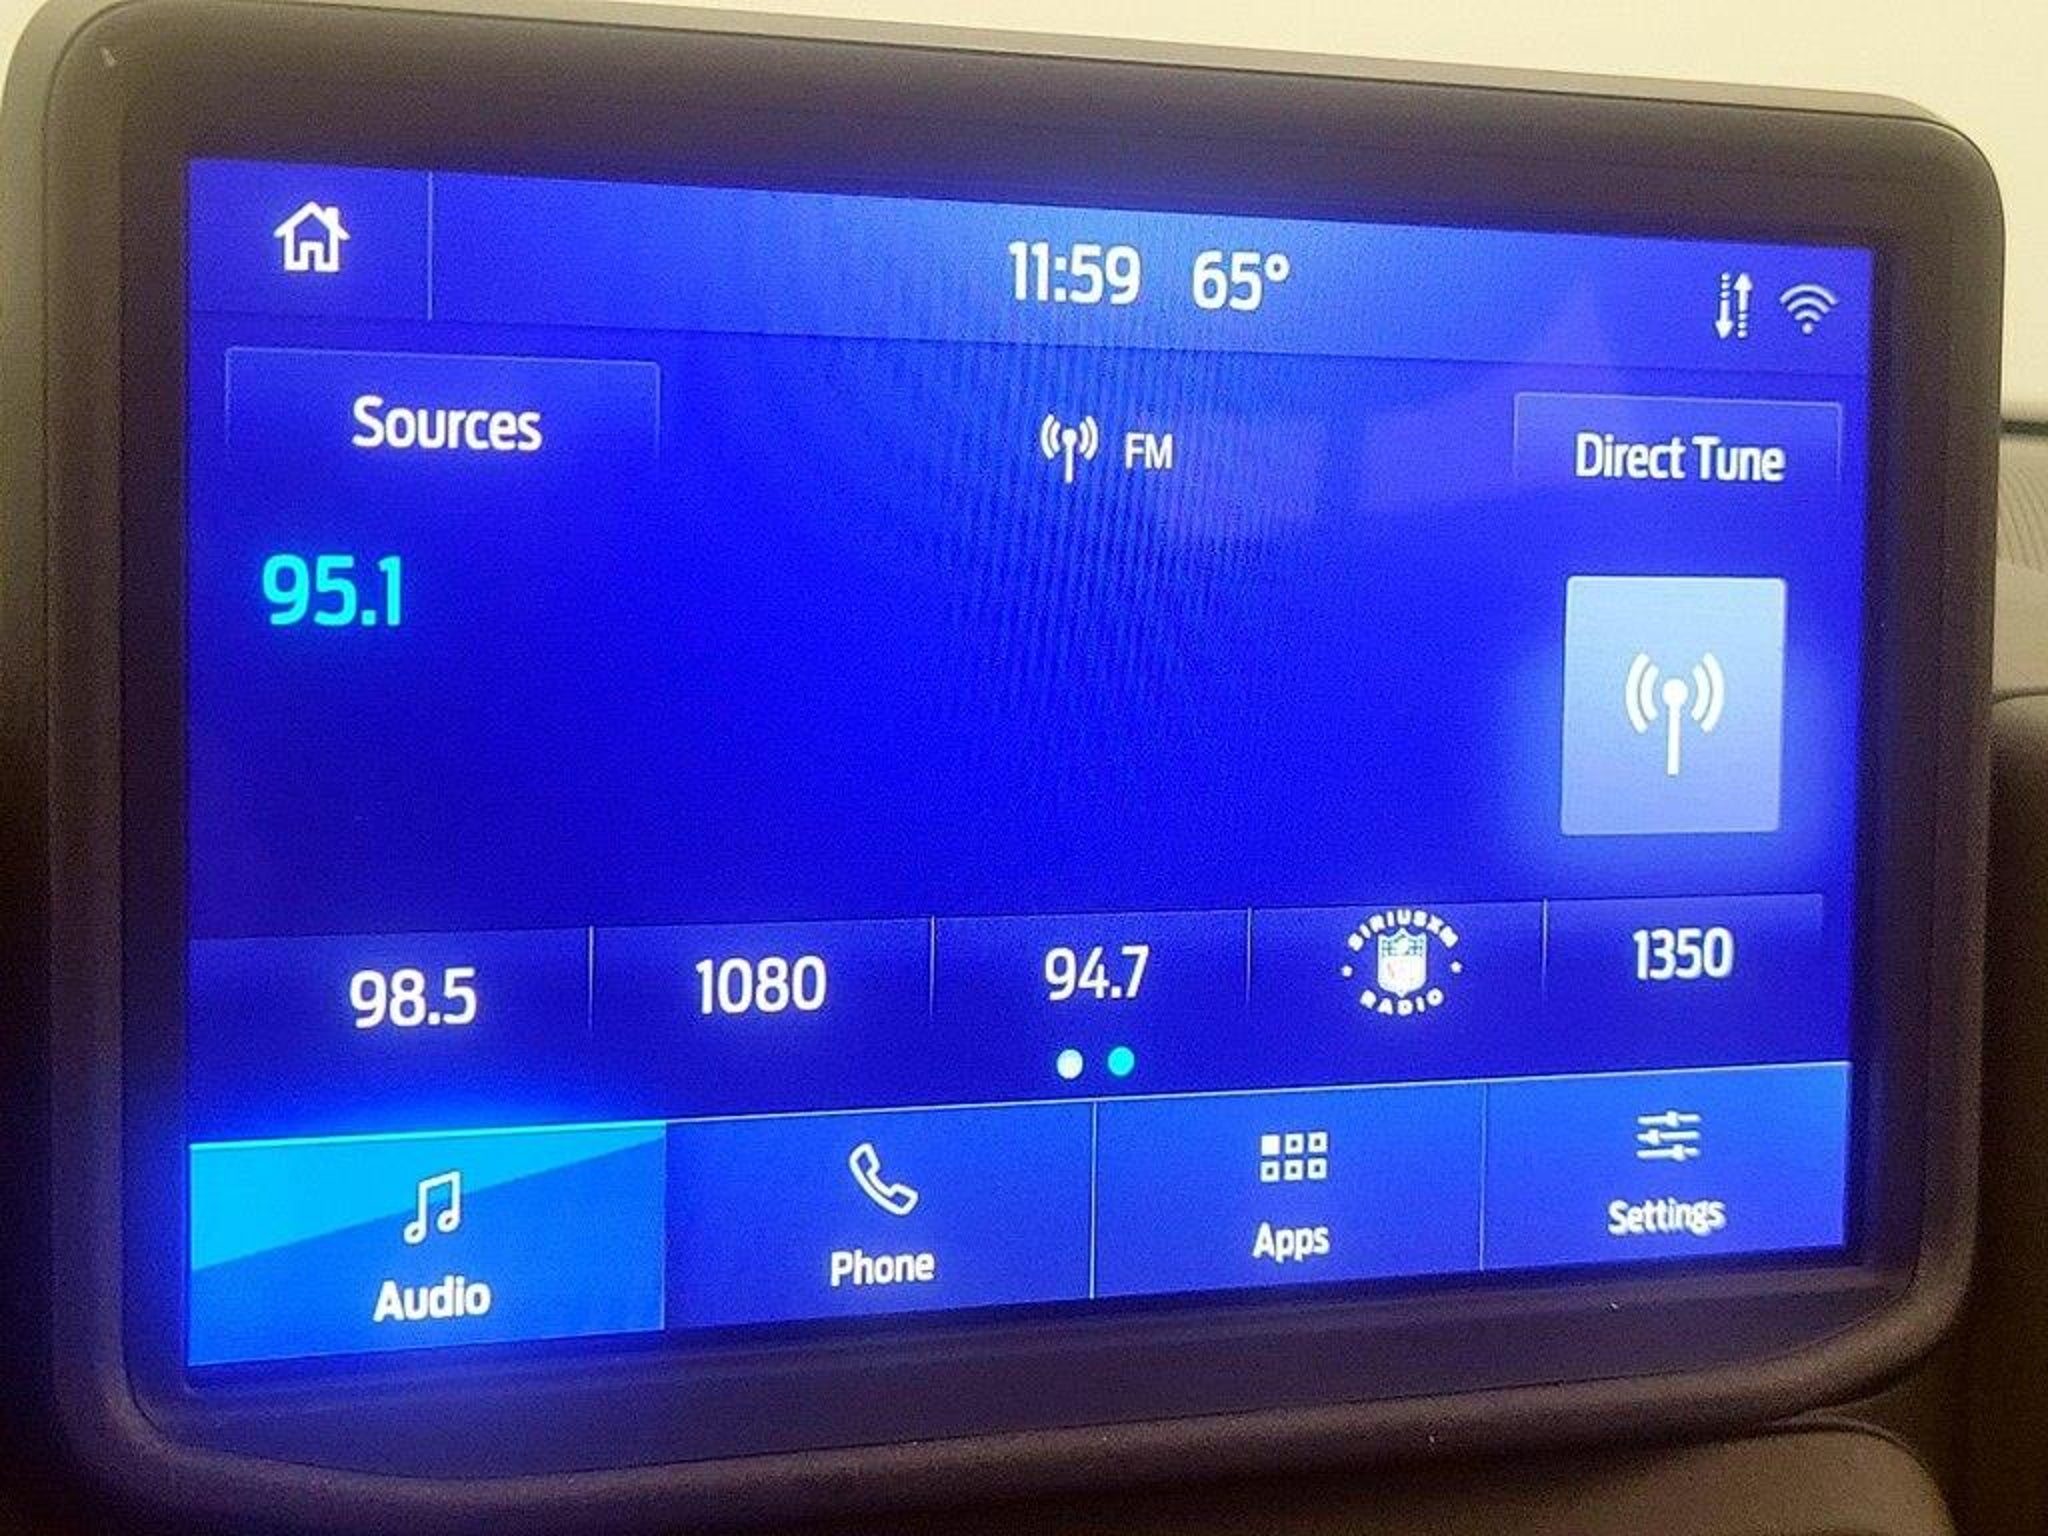 11:59 65°
Sources
FM
Direct Tune
95.1
98.5
1080
94.7
SIRIUSXM
NFL
RADIO
1350
Audio
Phone
Apps
Settings